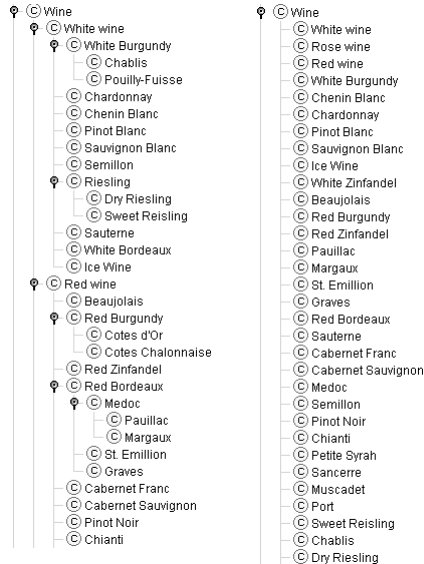 Wine
White wine
White Burgundy
Chablis
Pouilly-Fuisse
Chardonnay
Chenin Blanc
Pinot Blanc
Sauvignon Blanc
Semillon
Riesling
Dry Riesling
Sweet Reisling
Sauterne
White Bordeaux
Ice Wine
Red wine
Beaujolais
Red Burgundy
Cotes d'Or
Cotes Chalonnaise
Red Zinfandel
Red Bordeaux
Medoc
Pauillac
Margaux
St. Emillion
Graves
Cabernet Franc
Cabernet Sauvignon
Pinot Noir
Chianti
Wine
White wine
Rose wine
Red wine
White Burgundy
Chenin Blanc
Chardonnay
Pinot Blanc
Sauvignon Blanc
Ice Wine
White Zinfandel
Beaujolais
Red Burgundy
Red Zinfandel
Pauillac
Margaux
St. Emillion
Graves
Red Bordeaux
Sauterne
Cabernet Franc
Cabernet Sauvignon
Medoc
Semillon
Pinot Noir
Chianti
Petite Syrah
Sancerre
Muscadet
Port
Sweet Reisling
Chablis
Dry Riesling